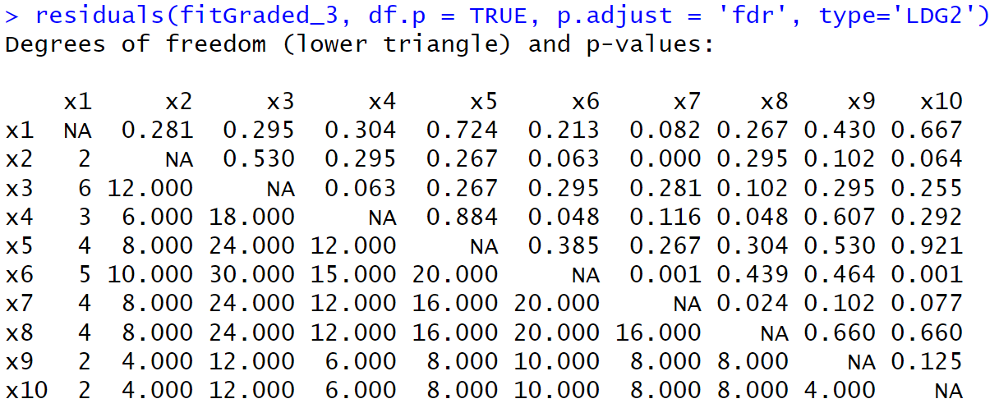 > residuals(fitGraded_3, df.p = TRUE, p.adjust = 'fdr', type='LDG2')
Degrees of freedom (lower triangle) and p-values:
x1 x2 x3 x4 x5 x6 x7 x8 x9 x10
x1 NA 0.281 0.295 0.304 0.724 0.213 0.082 0.267 0.430 0.667
x2 2 NA 0.530 0.295 0.267 0.063 0.000 0.295 0.102 0.064
x3 6 12.000 NA 0.063 0.267 0.295 0.281 0.102 0.295 0.255
x4 3 6.000 18.000 NA 0.884 0.048 0.116 0.048 0.607 0.292
x5 4 8.000 24.000 12.000 NA 0.385 0.267 0.304 0.530 0.921
x6 5 10.000 30.000 15.000 20.000 NA 0.001 0.439 0.464 0.001
x7 4 8.000 24.000 12.000 16.000 20.000 NA 0.024 0.102 0.077
x8 4 8.000 24.000 12.000 16.000 20.000 16.000 NA 0.660 0.660
x9 2 4.000 12.000 6.000 8.000 10.000 8.000 8.000 NA 0.125
x10 2 4.000 12.000 6.000 8.000 10.000 8.000 8.000 4.000 NA